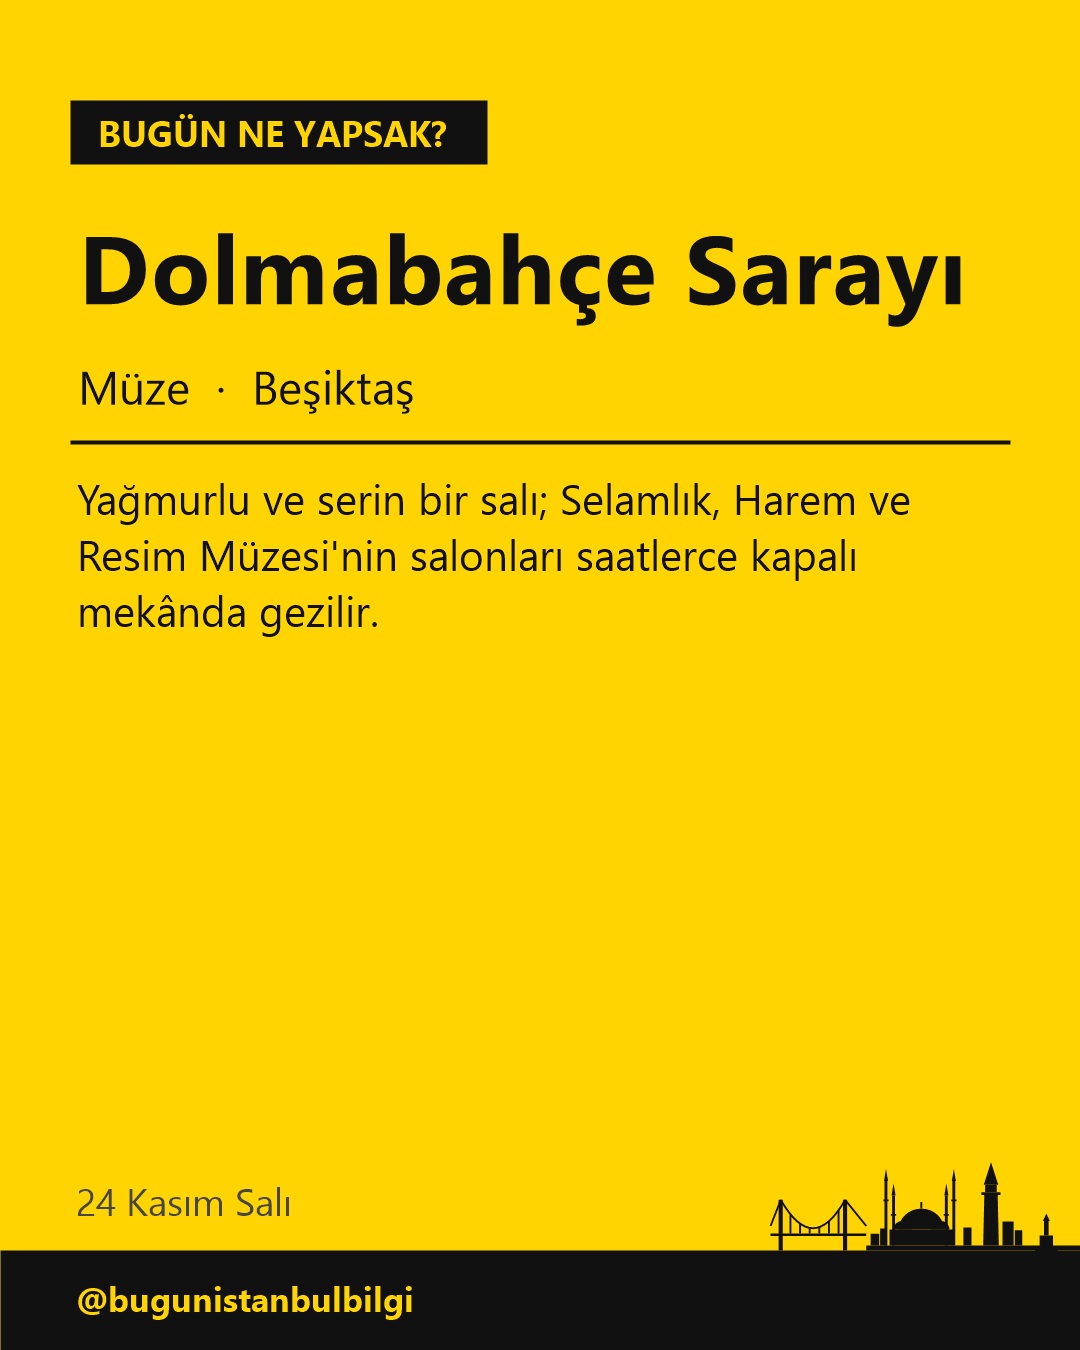 BUGÜN NE YAPSAK?
Dolmabahçe Sarayı
Müze · Beşiktaş
Yağmurlu ve serin bir salı; Selamlık, Harem ve
Resim Müzesi'nin salonları saatlerce kapalı
mekânda gezilir.
24 Kasım Salı
@bugunistanbulbilgi